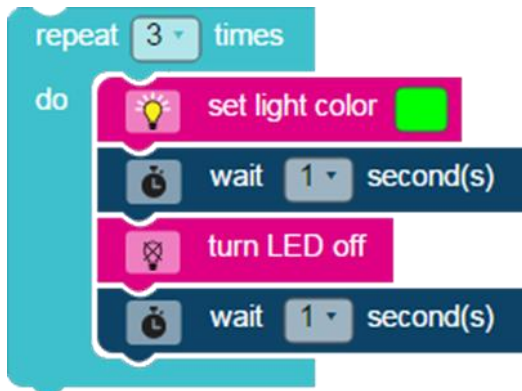 repeat 3 times
do
set light color
wait 1 second(s)
turn LED off
wait 1 second(s)